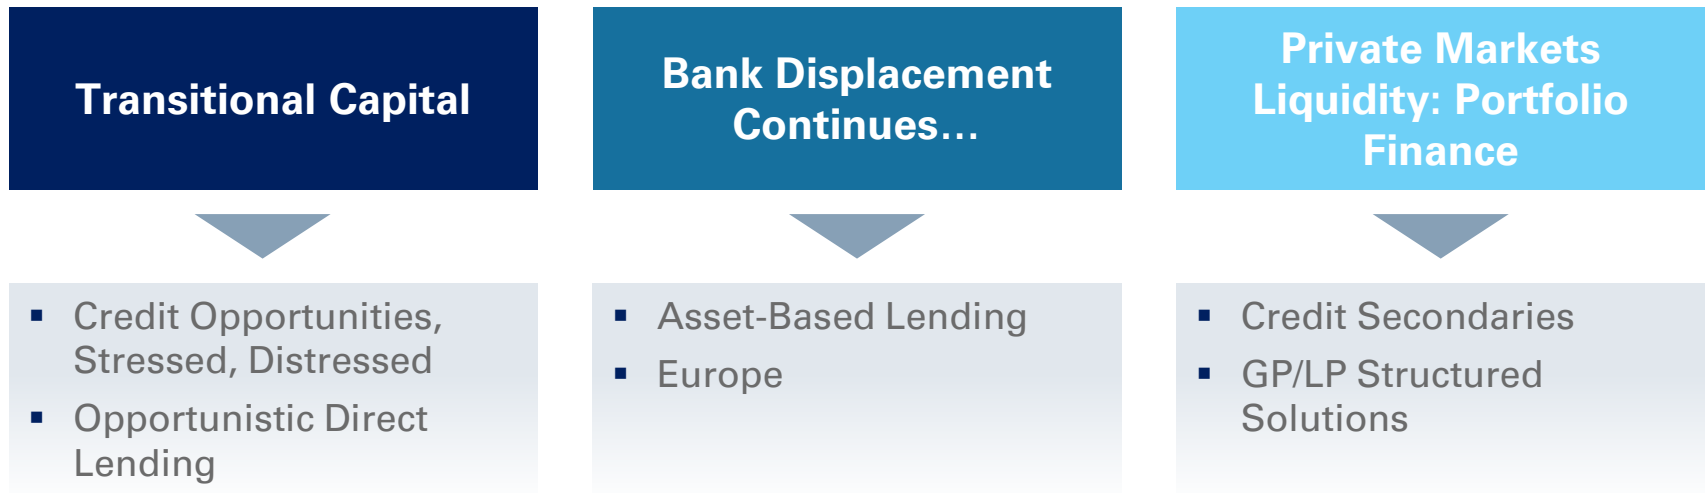 Transitional Capital
Bank Displacement
Continues…
Private Markets
Liquidity: Portfolio
Finance
▪ Credit Opportunities,
Stressed, Distressed
▪ Opportunistic Direct
Lending
▪ Asset-Based Lending
▪ Europe
▪ Credit Secondaries
▪ GP/LP Structured
Solutions